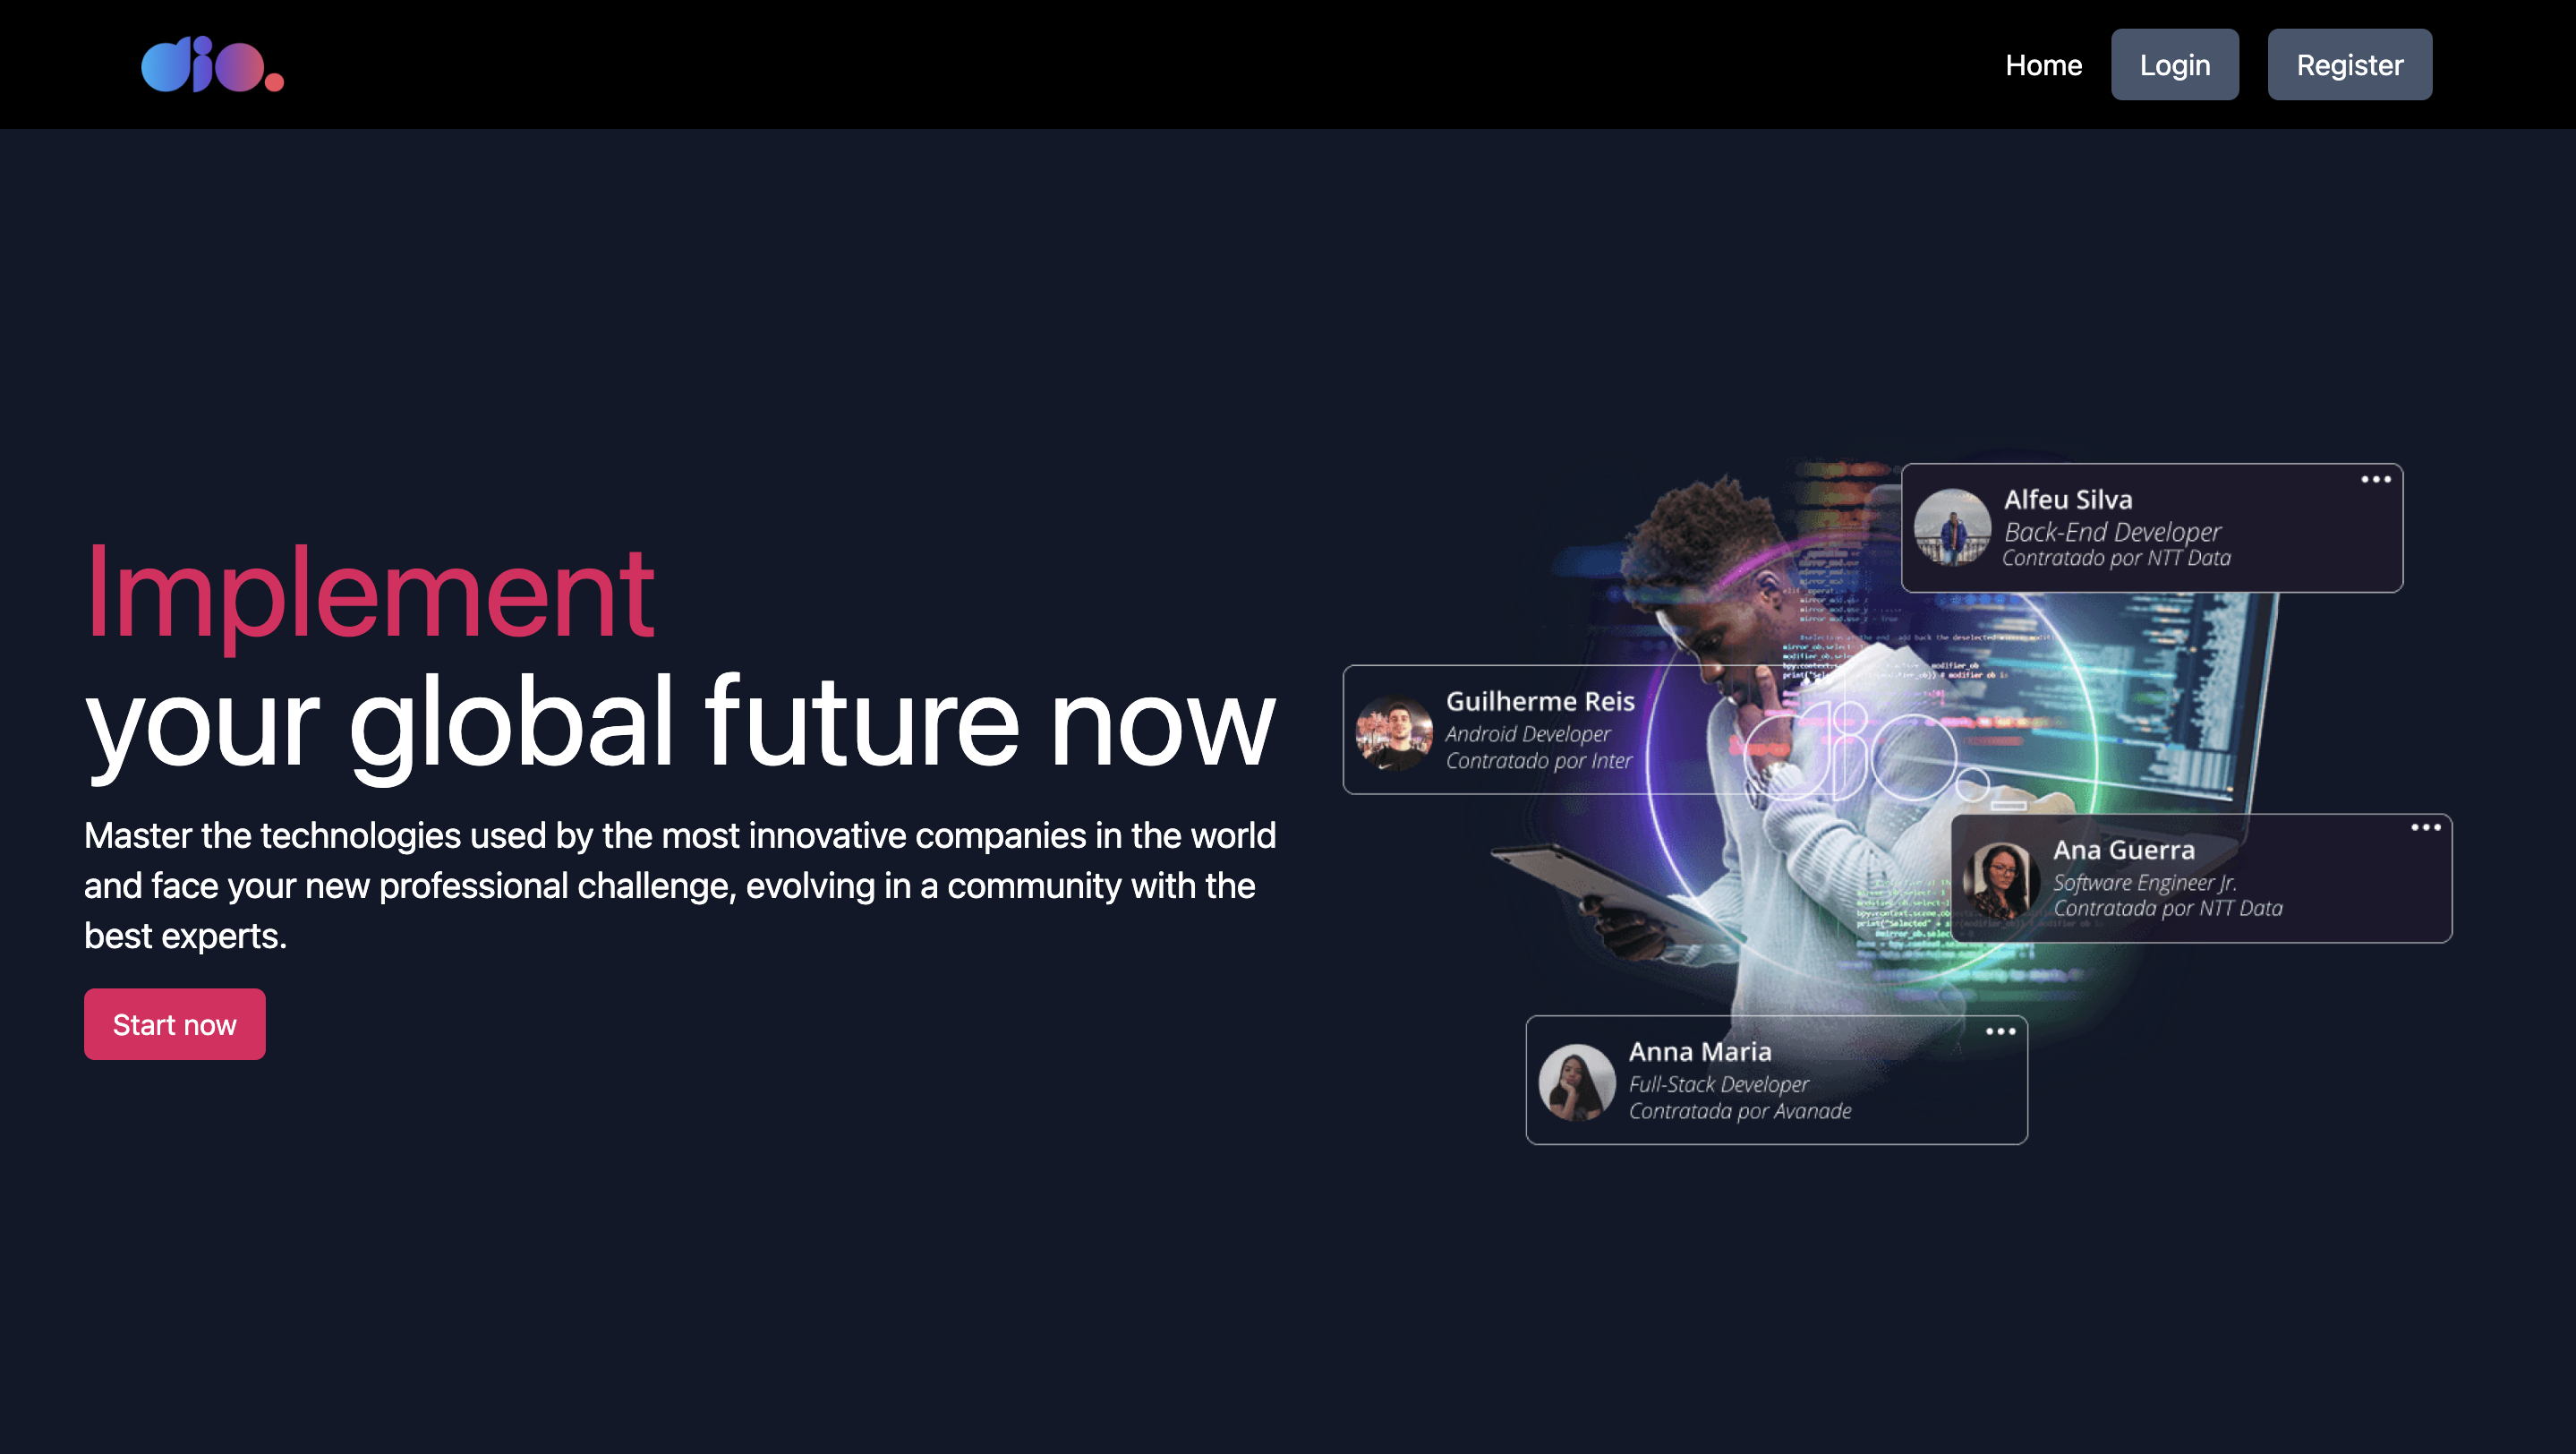 dio.
Home
Login
Register
Implement
your global future now
Master the technologies used by the most innovative companies in the world
and face your new professional challenge, evolving in a community with the
best experts.
Start now
Alfeu Silva
Back-End Developer
Contratado por NTT Data
Guilherme Reis
Android Developer
Contratado por Inter
dio.
Ana Guerra
Software Engineer Jr.
Contratada por NTT Data
Anna Maria
Full-Stack Developer
Contratada por Avanade